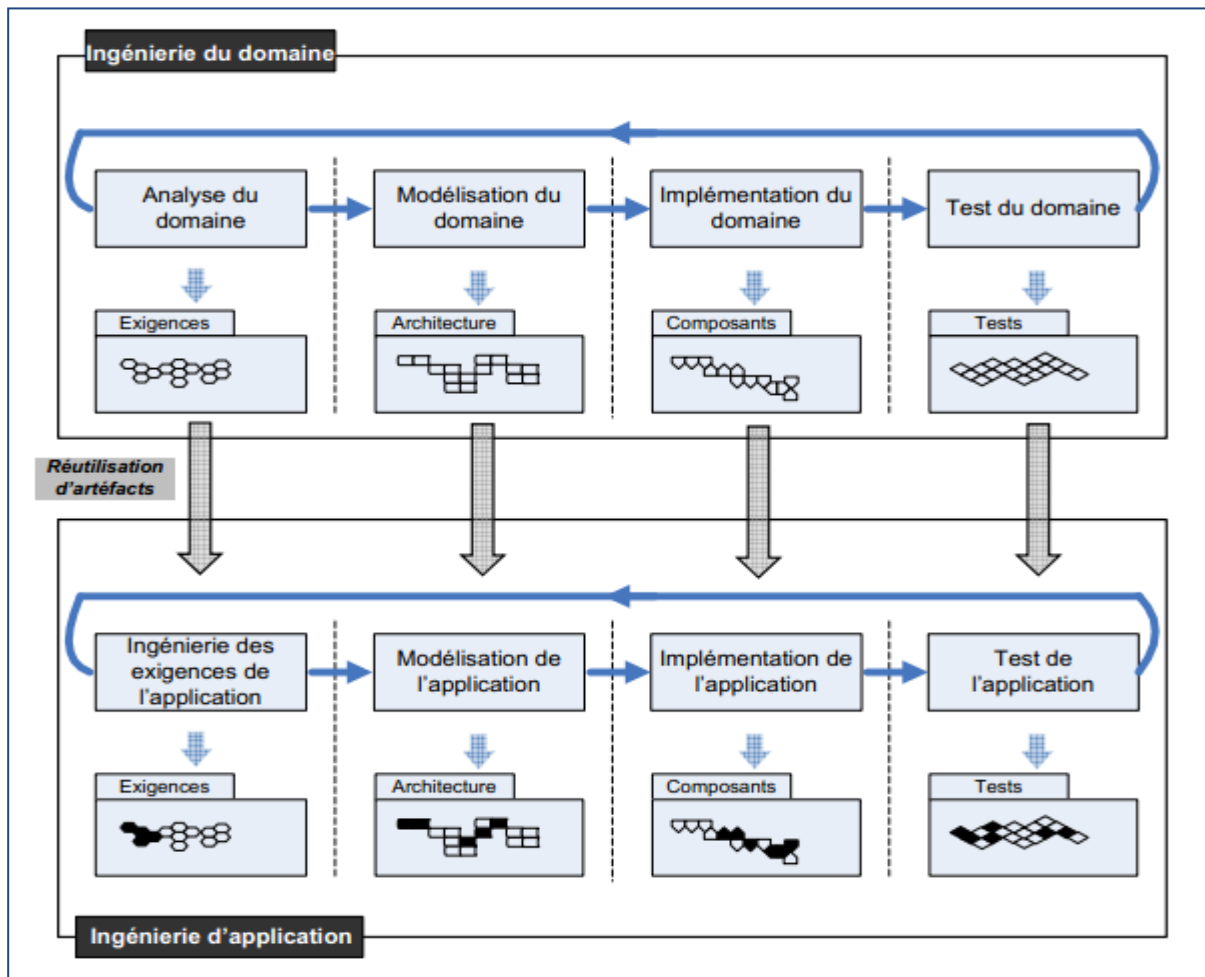 Ingénierie du domaine
Analyse du
domaine
Modélisation du
domaine
Implémentation du
domaine
Test du domaine
Exigences
Architecture
Composants
Tests
Réutilisation
d'artéfacts
Ingénierie des
exigences de
l'application
Modélisation de
l'application
Implémentation de
l'application
Test de
l'application
Exigences
Architecture
Composants
Tests
Ingénierie d'application